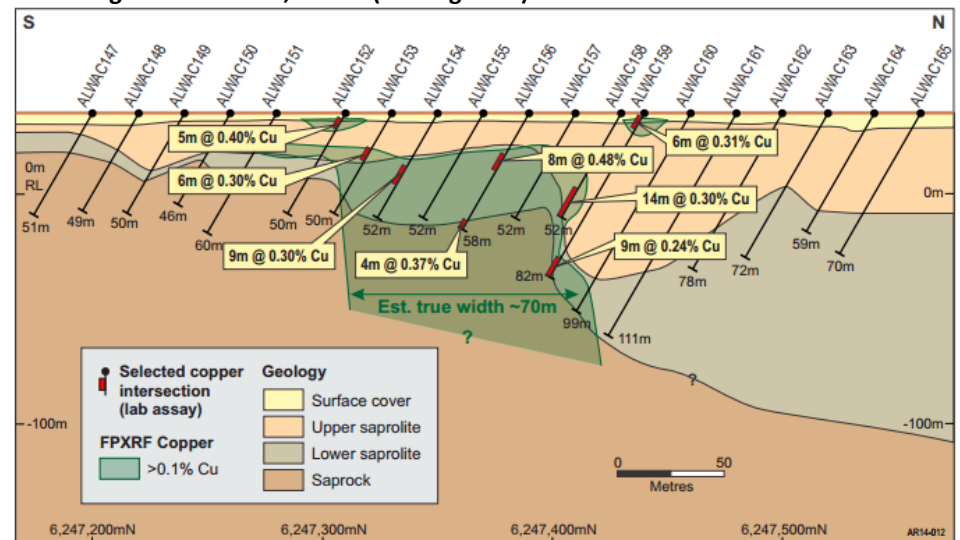 S
N
ALWAC147
ALWAC148
ALWAC149
ALWAC150
ALWAC151
ALWAC152
ALWAC153
ALWAC154
ALWAC155
ALWAC156
ALWAC157
ALWAC158
ALWAC159
ALWAC160
ALWAC161
ALWAC162
ALWAC163
ALWAC164
ALWAC165
5m @ 0.40% Cu
6m @ 0.31% Cu
8m @ 0.48% Cu
0m
RL
6m @ 0.30% Cu
14m @ 0.30% Cu
0m
51m
49m
50m
46m
60m
50m
50m
52m
52m
58m
52m
52m
9m @ 0.30% Cu
4m @ 0.37% Cu
9m @ 0.24% Cu
82m
78m
72m
59m
70m
Est. true width ~70m
99m
111m
?
?
Selected copper
intersection
(lab assay)
FPXRF Copper
>0.1% Cu
Geology
Surface cover
Upper saprolite
Lower saprolite
Saprock
-100m
-100m
0
50
Metres
6,247,200mN
6,247,300mN
6,247,400mN
6,247,500mN
AR14-012